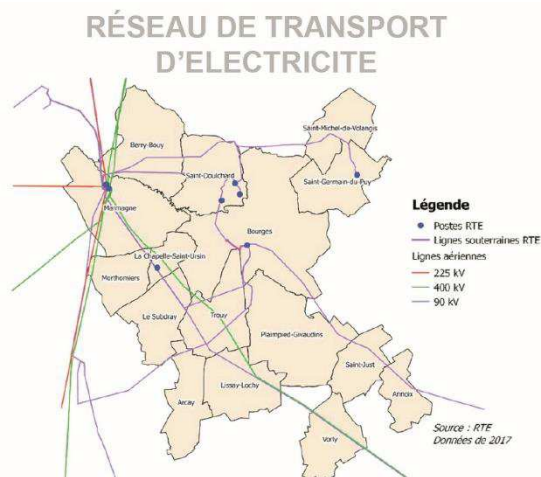 RÉSEAU DE TRANSPORT
D'ELECTRICITE
Saint-Michel-de-Volangis
Berry-Bouy
Saint-Doulchard
Saint-Germain-du-Puy
Marmagne
Bourges
La Chapelle-Saint-Ursin
Morthomiers
Le Subdray
Trouy
Plaimpied-Givaudins
Saint-Just
Annoix
Lissay-Lochy
Arcay
Vorly
Légende
Postes RTE
Lignes souterraines RTE
Lignes aériennes
225 kV
400 kV
90 kV
Source : RTE
Données de 2017